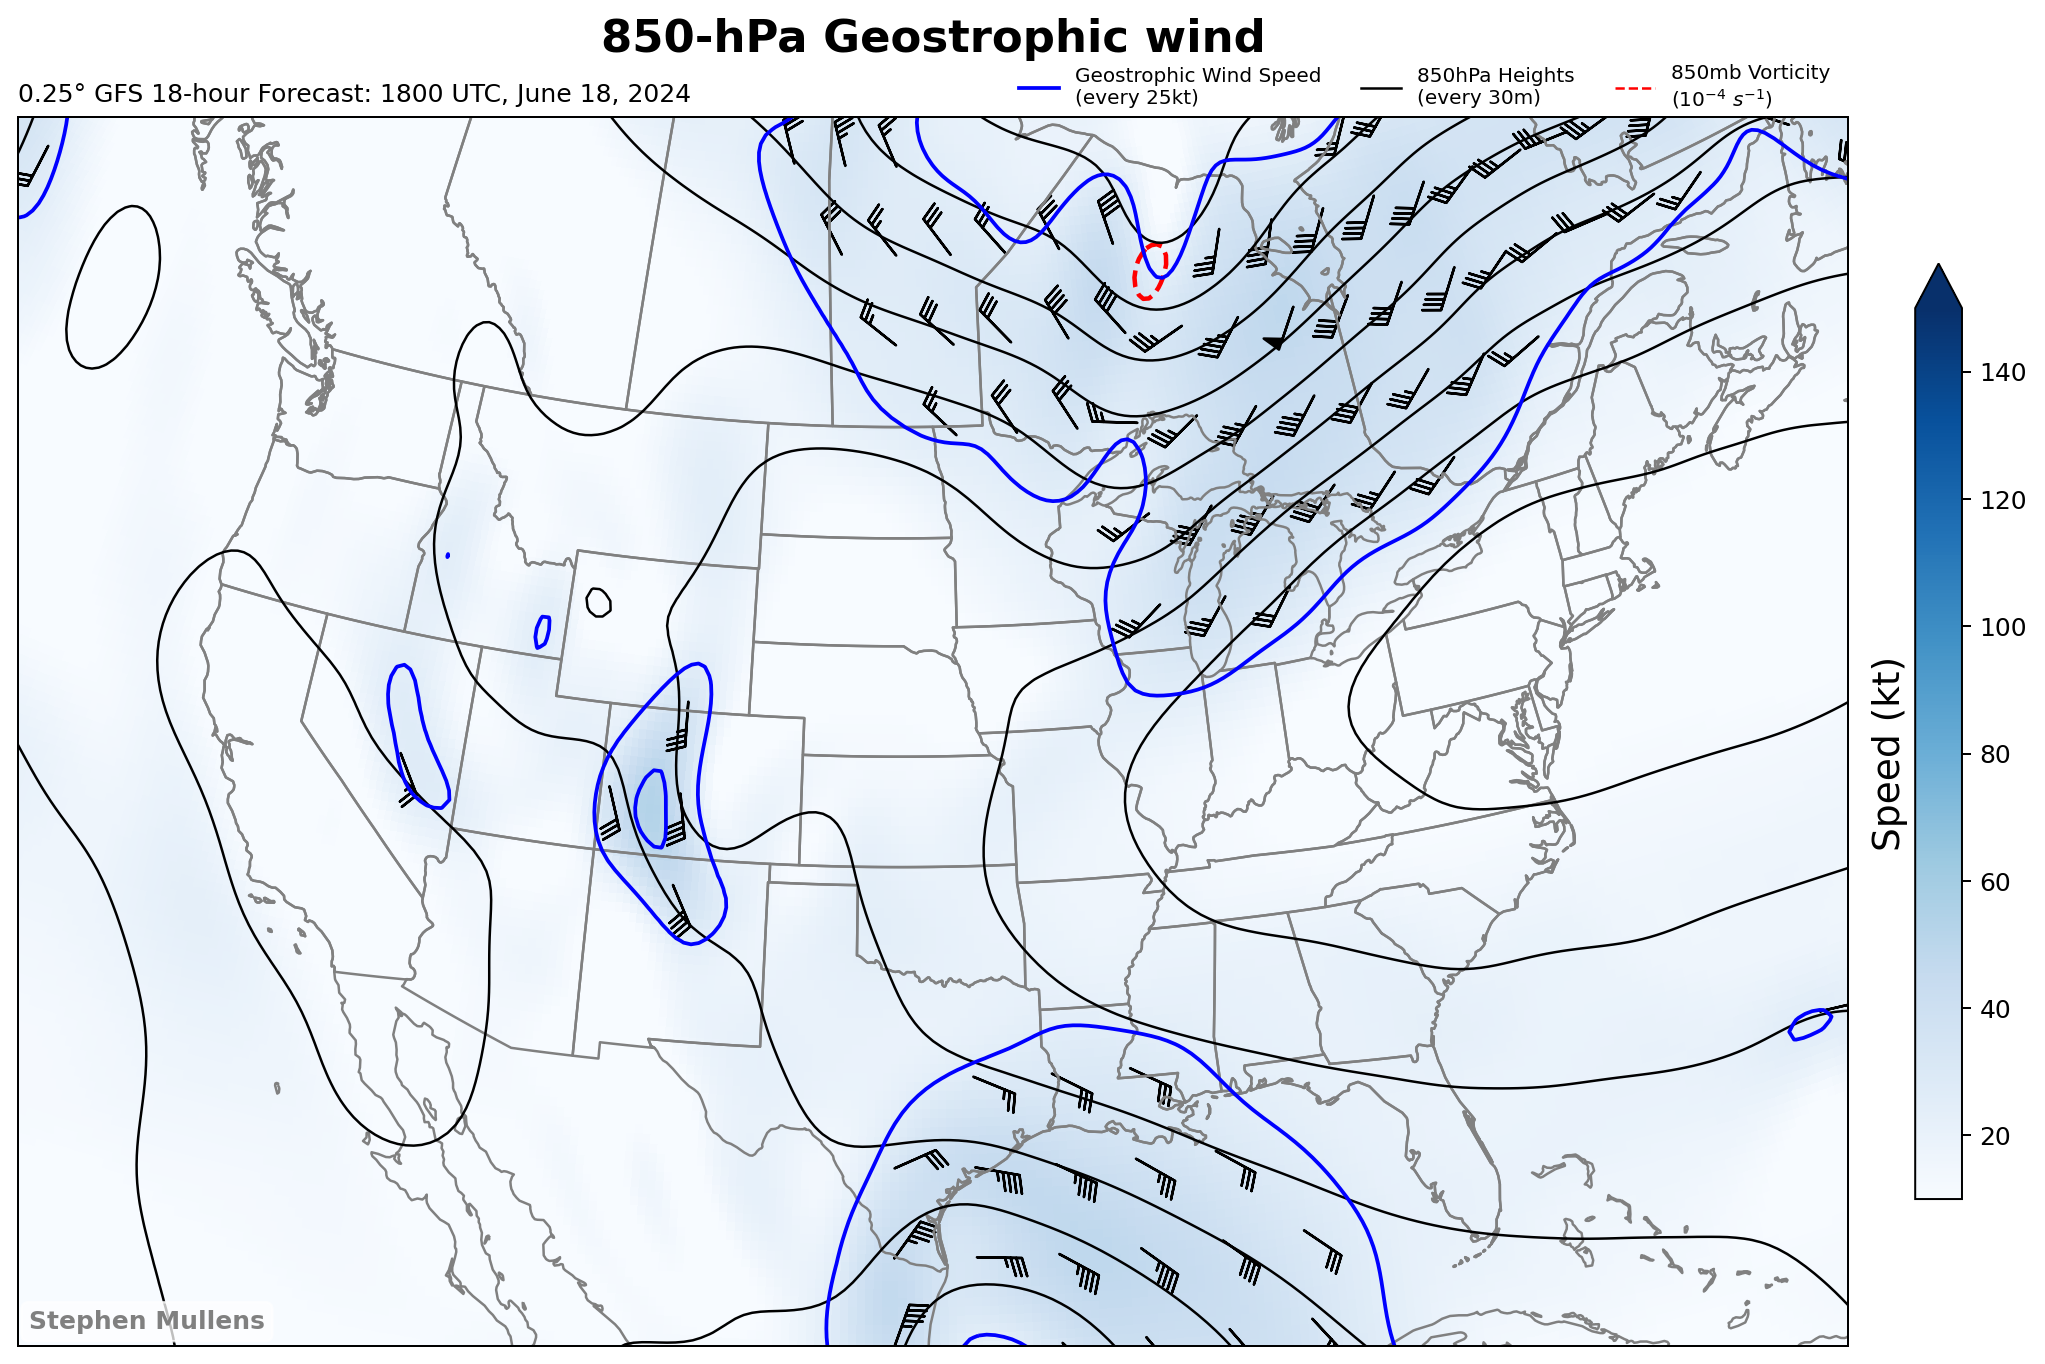 850-hPa Geostrophic wind
0.25° GFS 18-hour Forecast: 1800 UTC, June 18, 2024
Geostrophic Wind Speed
(every 25kt)
850hPa Heights
(every 30m)
850mb Vorticity
(10⁻⁴ s⁻¹)
140
120
100
80
60
40
20
Speed (kt)
Stephen Mullens